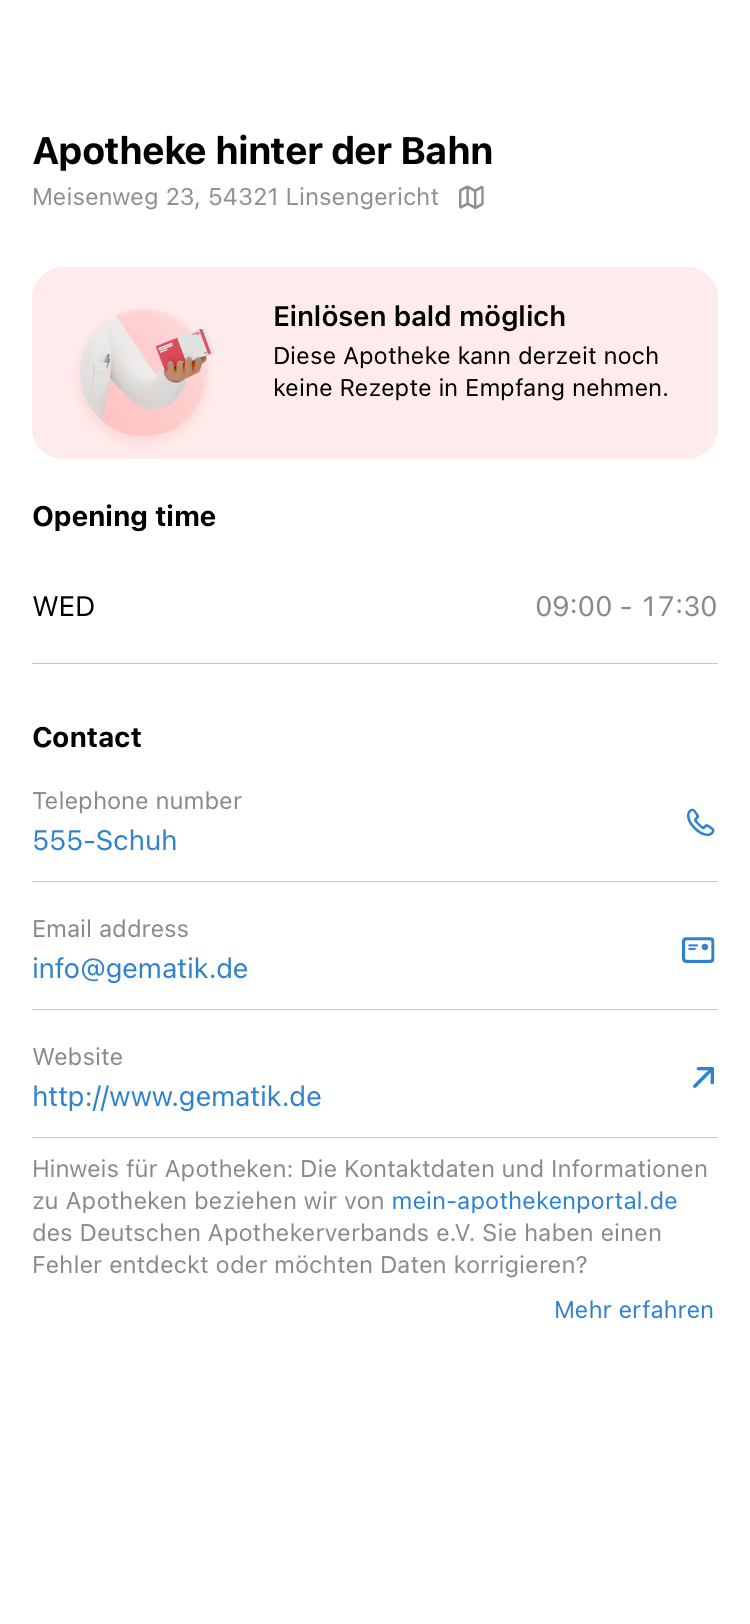 Apotheke hinter der Bahn
Meisenweg 23, 54321 Linsengericht
Einlösen bald möglich
Diese Apotheke kann derzeit noch
keine Rezepte in Empfang nehmen.
Opening time
WED 09:00 - 17:30
Contact
Telephone number
555-Schuh
Email address
info@gematik.de
Website
http://www.gematik.de
Hinweis für Apotheken: Die Kontaktdaten und Informationen
zu Apotheken beziehen wir von mein-apothekenportal.de
des Deutschen Apothekerverbands e.V. Sie haben einen
Fehler entdeckt oder möchten Daten korrigieren?
Mehr erfahren